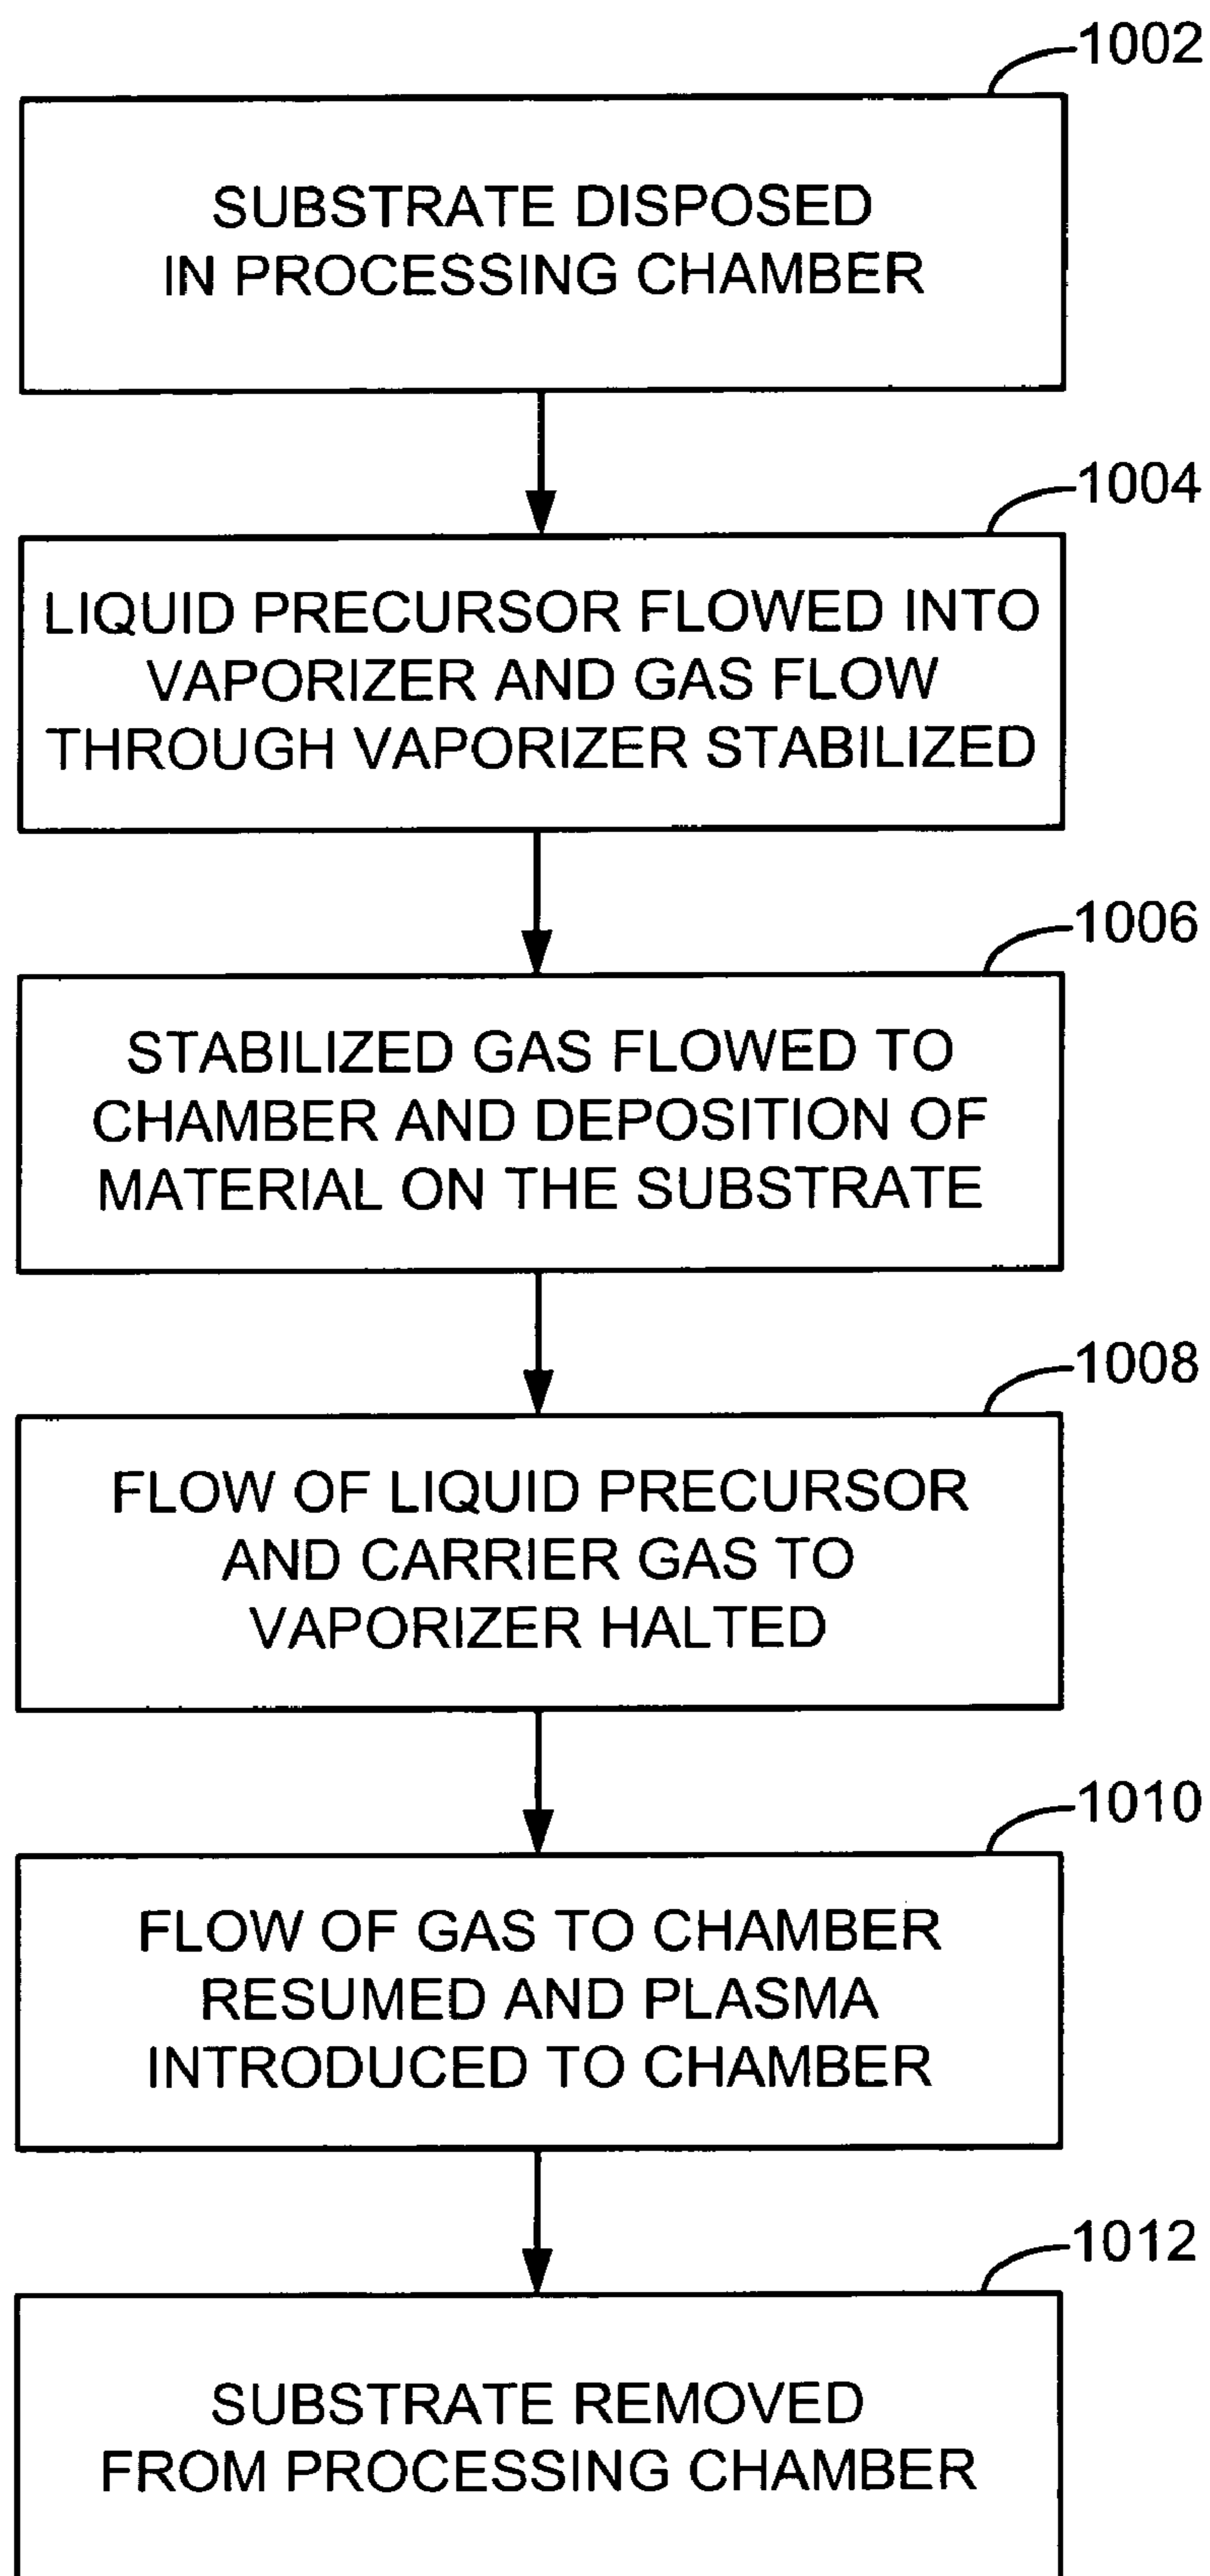 1002
SUBSTRATE DISPOSED
IN PROCESSING CHAMBER
1004
LIQUID PRECURSOR FLOWED INTO
VAPORIZER AND GAS FLOW
THROUGH VAPORIZER STABILIZED
1006
STABILIZED GAS FLOWED TO
CHAMBER AND DEPOSITION OF
MATERIAL ON THE SUBSTRATE
1008
FLOW OF LIQUID PRECURSOR
AND CARRIER GAS TO
VAPORIZER HALTED
1010
FLOW OF GAS TO CHAMBER
RESUMED AND PLASMA
INTRODUCED TO CHAMBER
1012
SUBSTRATE REMOVED
FROM PROCESSING CHAMBER